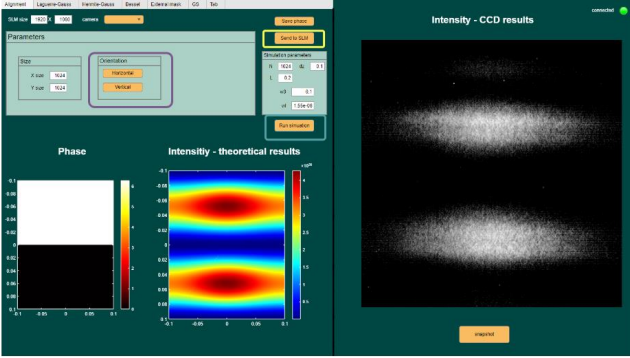 Alignment Laguerre-Gauss Hermite-Gauss Bessel External mask GS Tab
SLM size 1920 X 1080 camera
Save phase
Send to SLM
Parameters
Size
X size 1024
Y size 1024
Orientation
Horizontal
Vertical
Simulation parameters
N 1024 dz 0.1
L 0.2
w0 0.1
wl 1.55e-06
Run simulation
Phase
-0.1
-0.08
-0.06
-0.04
-0.02
0
0.02
0.04
0.06
0.08
0.1
-0.1 -0.05 0 0.05 0.1
6
5
4
3
2
1
0
Intensitiy - theoretical results
-0.1
-0.08
-0.06
-0.04
-0.02
0
0.02
0.04
0.06
0.08
0.1
-0.1 -0.05 0 0.05 0.1
4
3.5
3
2.5
2
1.5
1
0.5
connected
Intensity - CCD results
snapshot